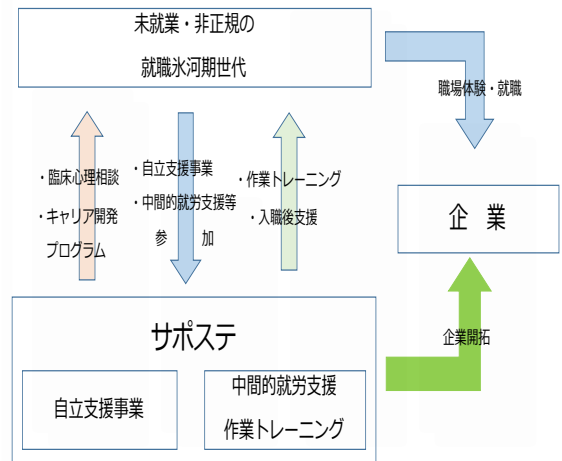 未就業・非正規の
就職氷河期世代
職場体験・就職
・臨床心理相談
・キャリア開発
プログラム
・自立支援事業
・中間的就労支援等
参 加
・作業トレーニング
・入職後支援
企 業
サポステ
企業開拓
自立支援事業
中間的就労支援
作業トレーニング